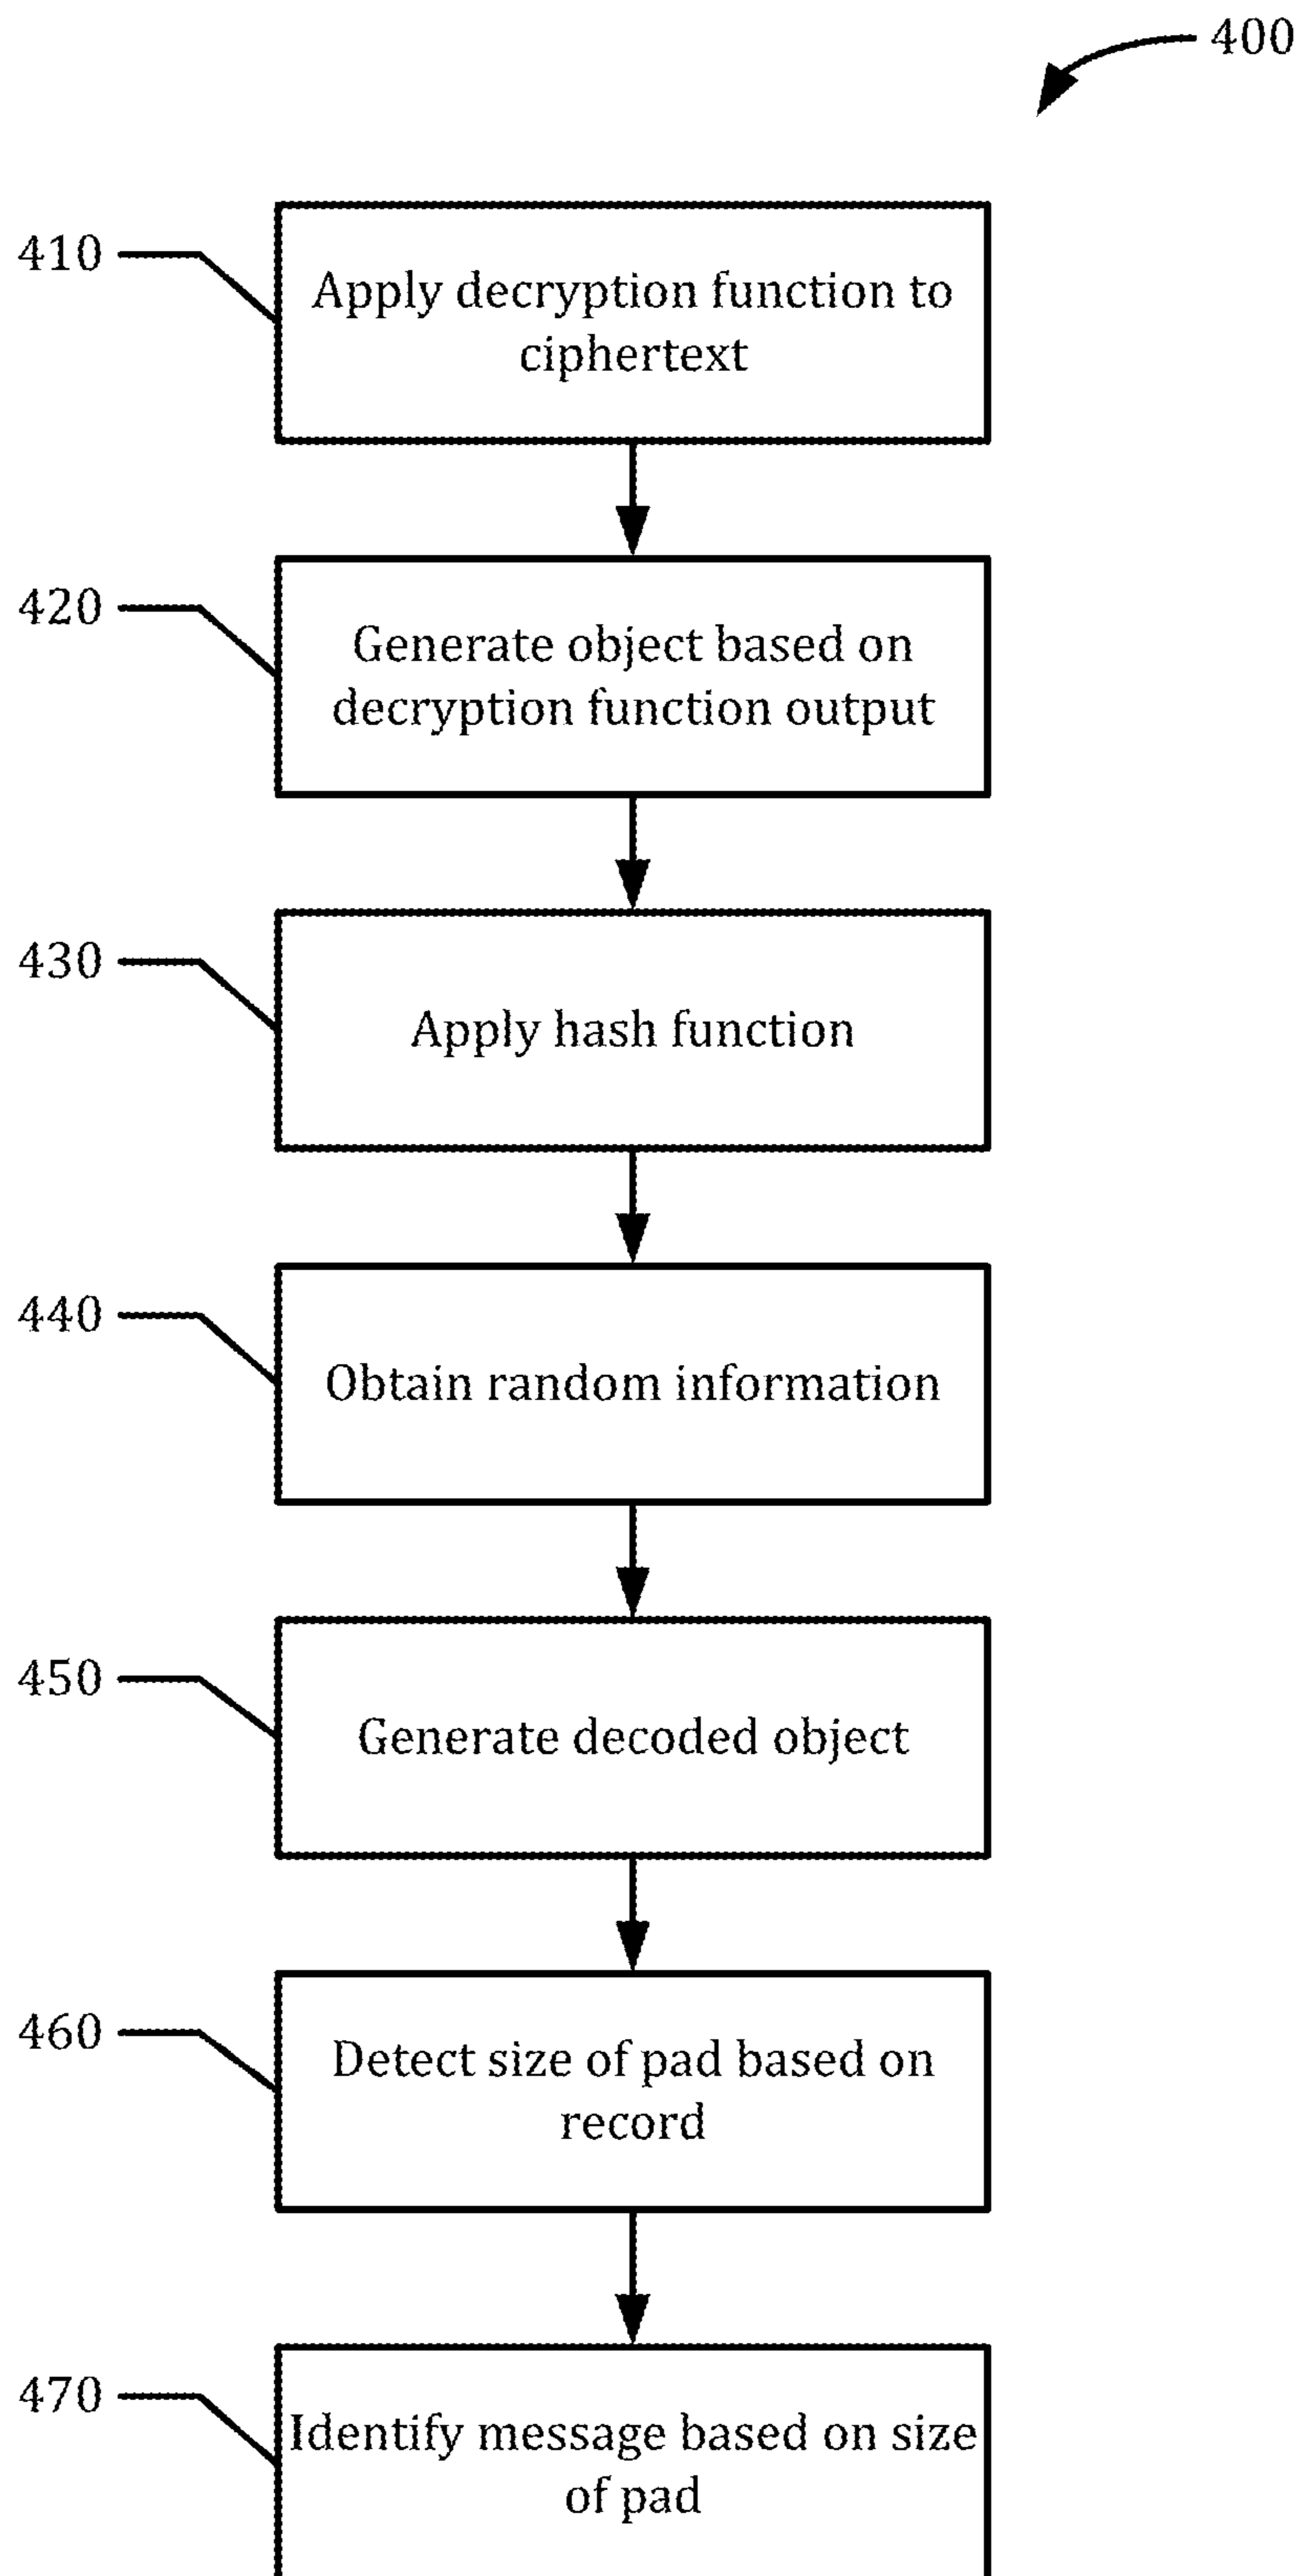 400
410
Apply decryption function to
ciphertext
420
Generate object based on
decryption function output
430
Apply hash function
440
Obtain random information
450
Generate decoded object
460
Detect size of pad based on
record
470
Identify message based on size
of pad